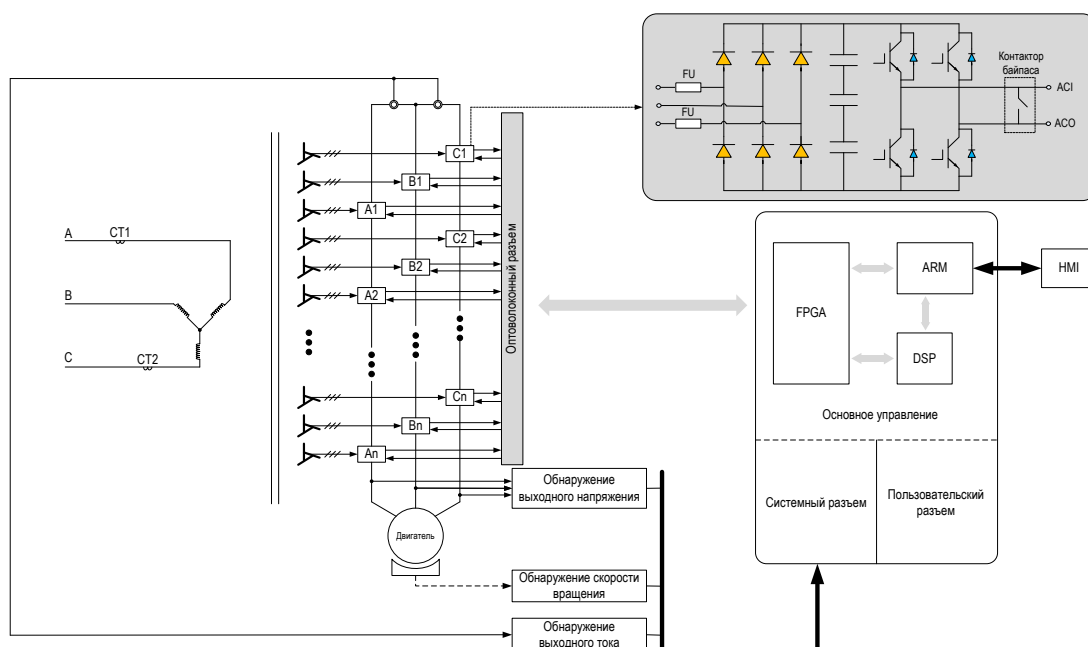 FU
FU
Контактор
байпаса
ACI
ACO
C1
B1
A1
C2
B2
A2
Cn
Bn
An
Оптоволоконный разъем
A
CT1
B
C
CT2
FPGA
ARM
DSP
HMI
Основное управление
Системный разъем
Пользовательский
разъем
Обнаружение
выходного напряжения
Двигатель
Обнаружение скорости
вращения
Обнаружение
выходного тока